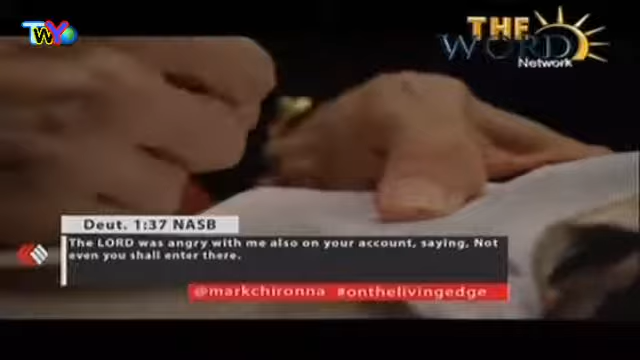 TWYO
THE
WORD
Network
Deut. 1:37 NASB
The LORD was angry with me also on your account, saying, Not
even you shall enter there.
@markchironna #onthelivingedge